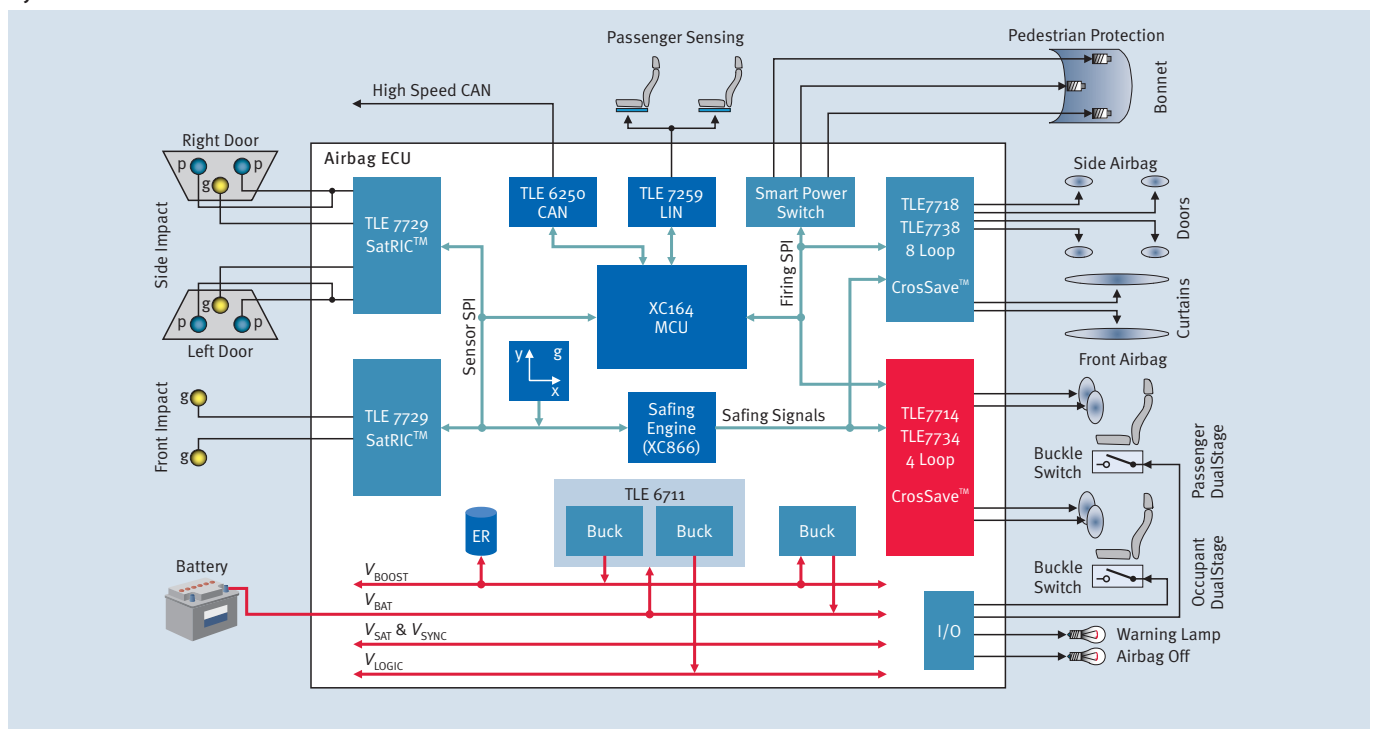 Passenger Sensing
Pedestrian Protection
Bonnet
High Speed CAN
Right Door
p
p
g
Side Impact
g
p
p
Left Door
Airbag ECU
TLE 7729
SatRIC™
TLE 6250
CAN
TLE 7259
LIN
Smart Power
Switch
TLE7718
TLE7738
8 Loop
CrosSave™
Side Airbag
Doors
Curtains
Sensor SPI
XC164
MCU
Firing SPI
y
g
x
Front Impact
g
g
TLE 7729
SatRIC™
Safing
Engine
(XC866)
Safing Signals
TLE7714
TLE7734
4 Loop
CrosSave™
Front Airbag
Buckle
Switch
Passenger
DualStage
Buckle
Switch
Occupant
DualStage
TLE 6711
ER
Buck
Buck
Buck
Battery
VBOOST
VBAT
VSAT & VSYNC
VLOGIC
I/O
Warning Lamp
Airbag Off